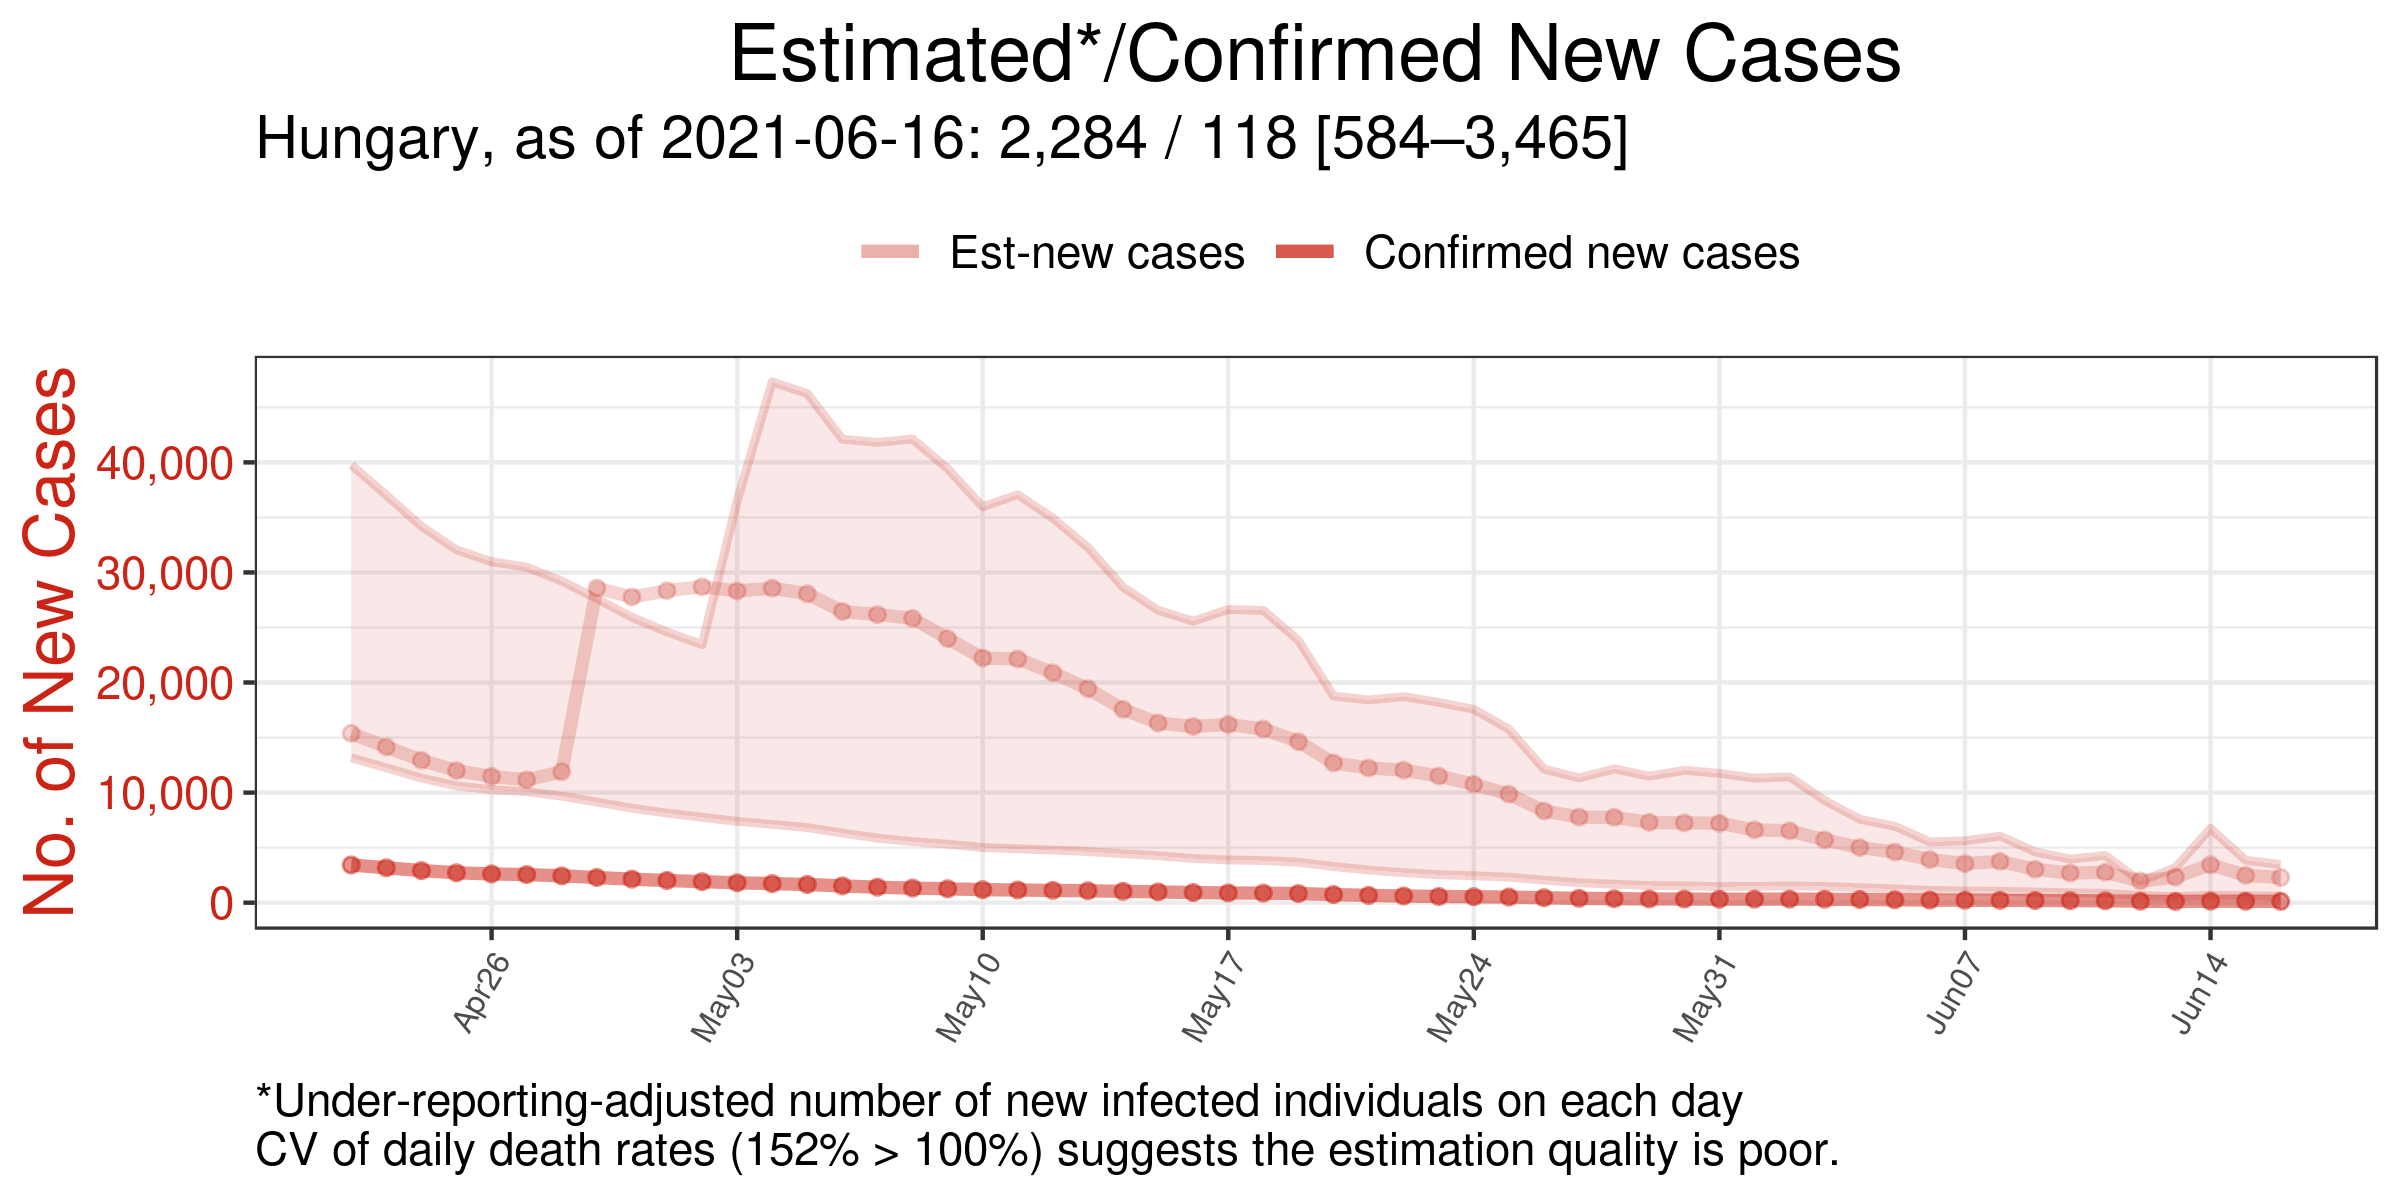 Estimated*/Confirmed New Cases
Hungary, as of 2021-06-16: 2,284 / 118 [584–3,465]
Est-new cases Confirmed new cases
No. of New Cases
40,000
30,000
20,000
10,000
0
Apr26 May03 May10 May17 May24 May31 Jun07 Jun14
*Under-reporting-adjusted number of new infected individuals on each day
CV of daily death rates (152% > 100%) suggests the estimation quality is poor.